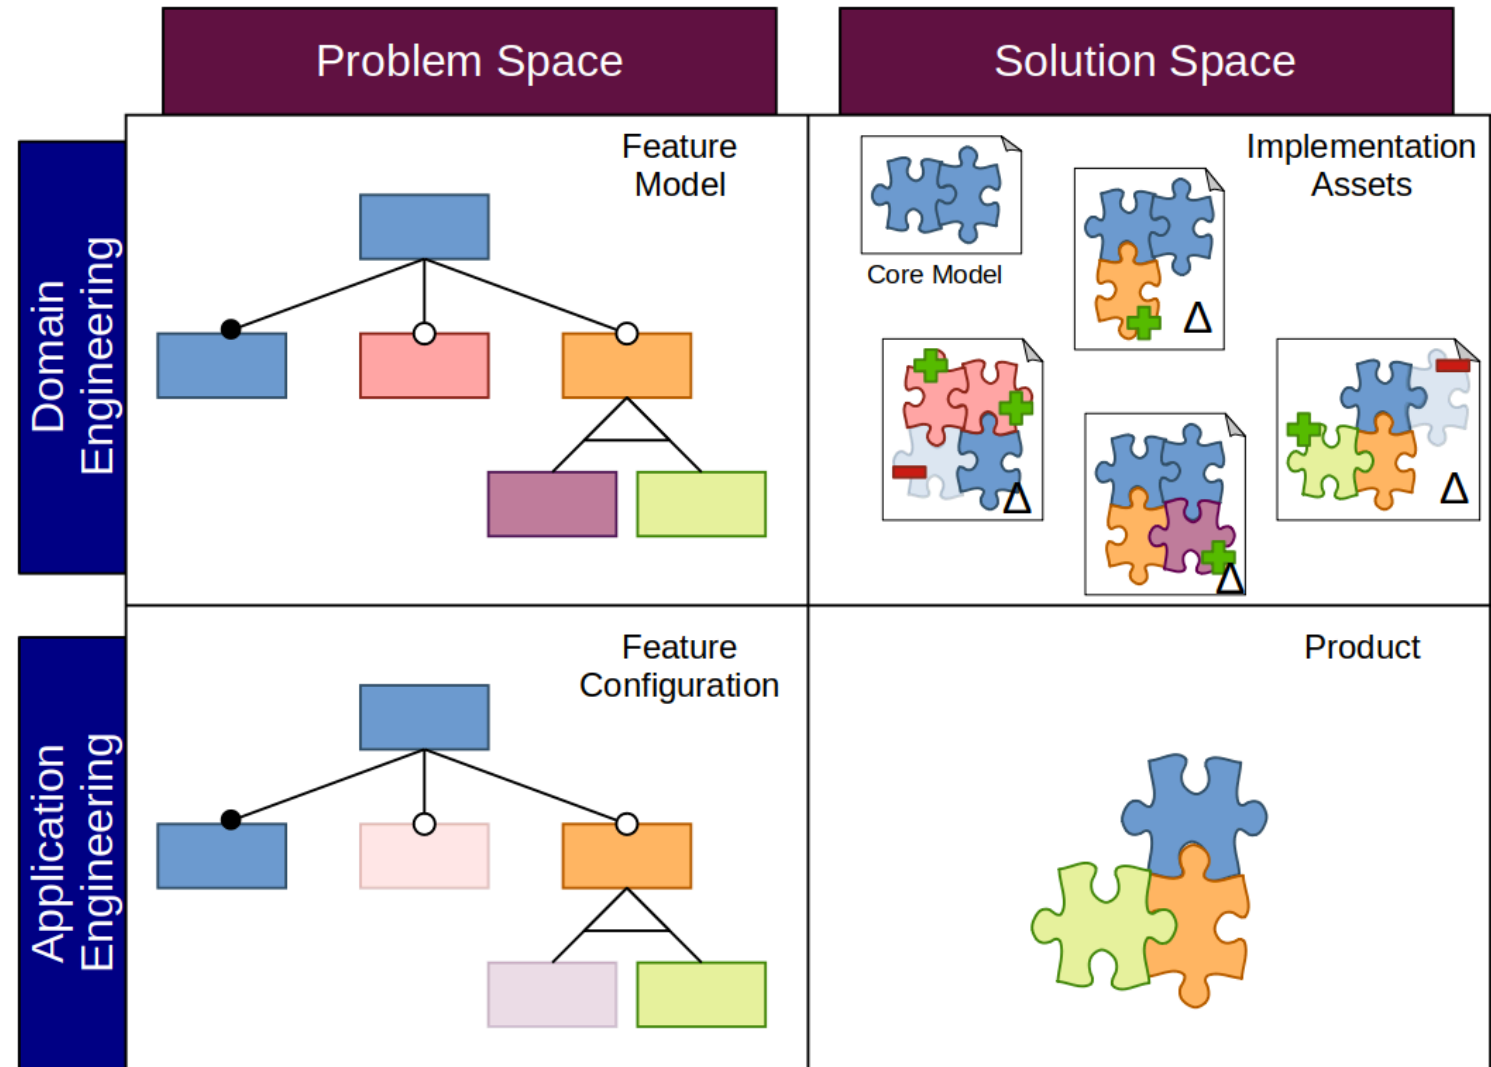 Problem Space
Solution Space
Domain
Engineering
Feature
Model
Implementation
Assets
Core Model
Δ
Δ
Δ
Δ
Application
Engineering
Feature
Configuration
Product